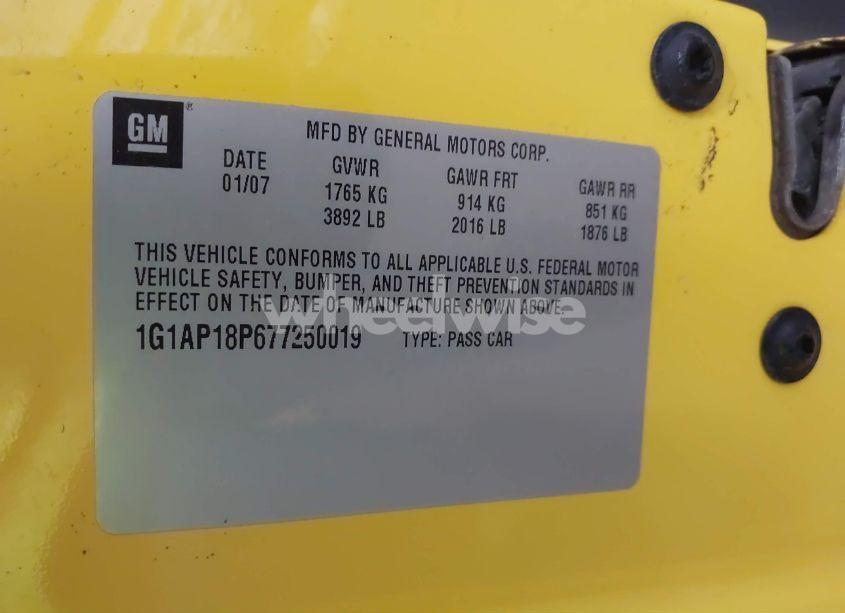 GM ®
MFD BY GENERAL MOTORS CORP.
DATE GVWR GAWR FRT GAWR RR
01/07 1765 KG 914 KG 851 KG
3892 LB 2016 LB 1876 LB
THIS VEHICLE CONFORMS TO ALL APPLICABLE U.S. FEDERAL MOTOR
VEHICLE SAFETY, BUMPER, AND THEFT PREVENTION STANDARDS IN
EFFECT ON THE DATE OF MANUFACTURE SHOWN ABOVE.
wheelwise
1G1AP18P677250019 TYPE: PASS CAR